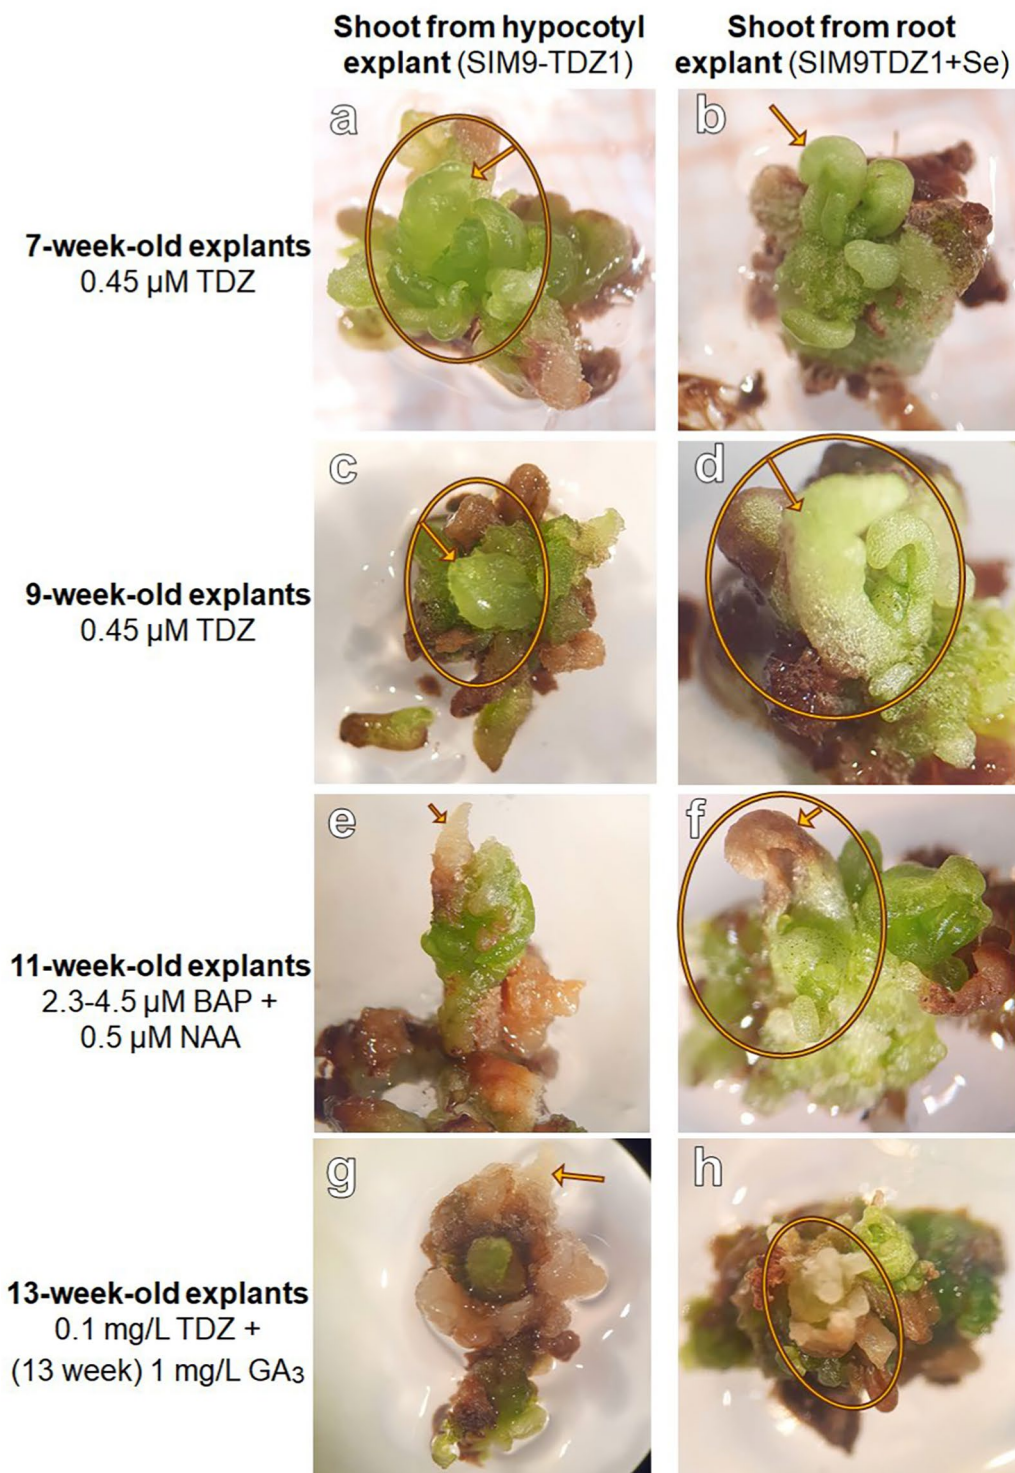 Shoot from hypocotyl
explant (SIM9-TDZ1)
Shoot from root
explant (SIM9TDZ1+Se)
a
b
7-week-old explants
0.45 µM TDZ
c
d
9-week-old explants
0.45 µM TDZ
e
f
11-week-old explants
2.3-4.5 µM BAP +
0.5 µM NAA
g
h
13-week-old explants
0.1 mg/L TDZ +
(13 week) 1 mg/L GA₃